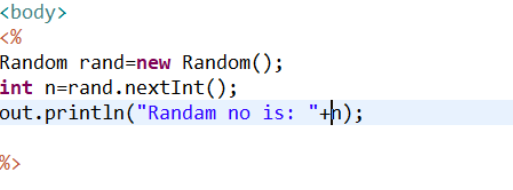 <body>
<%
Random rand=new Random();
int n=rand.nextInt();
out.println("Randam no is: "+n);
%>